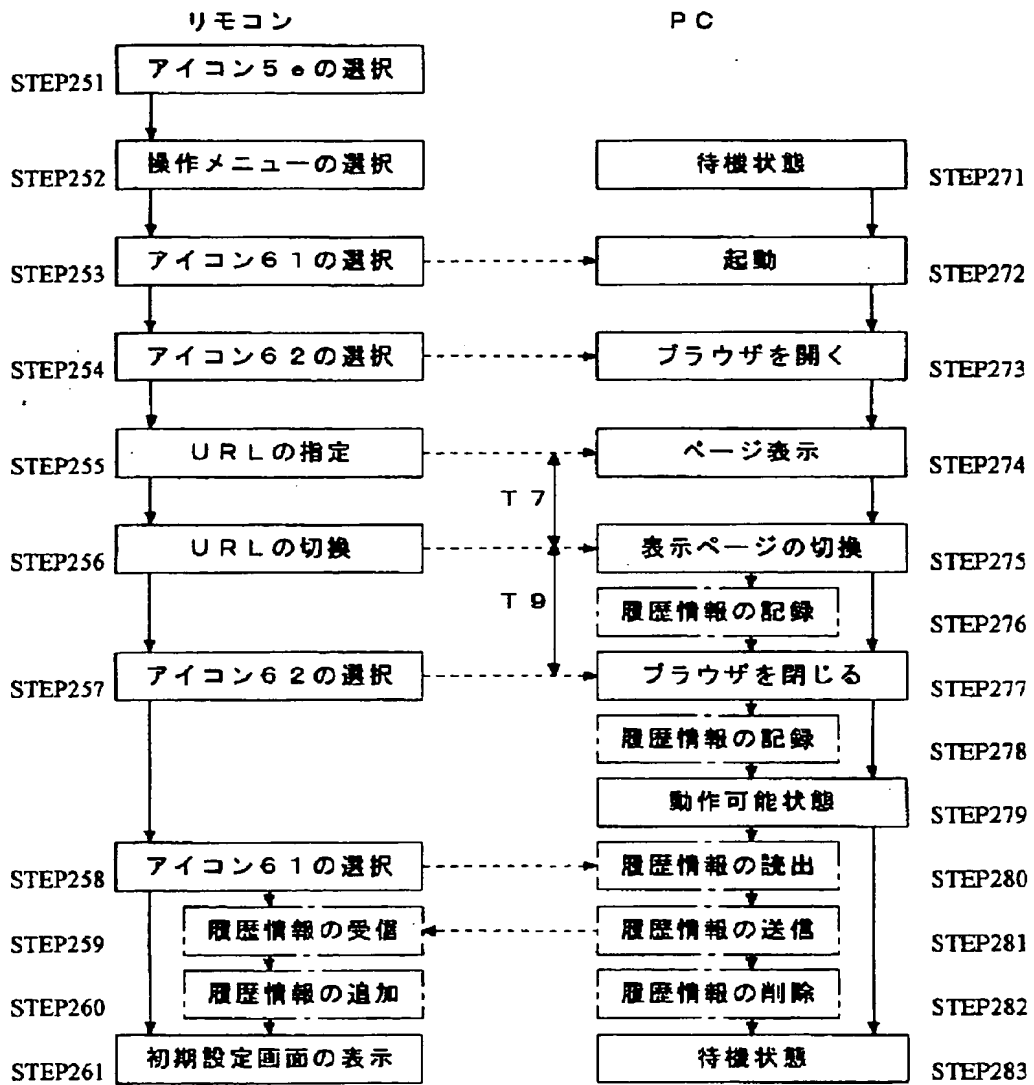 リモコン
PC
STEP251
アイコン5eの選択
STEP252
操作メニューの選択
待機状態
STEP271
STEP253
アイコン61の選択
起動
STEP272
STEP254
アイコン62の選択
ブラウザを開く
STEP273
STEP255
URLの指定
ページ表示
STEP274
T7
STEP256
URLの切換
表示ページの切換
STEP275
T9
履歴情報の記録
STEP276
STEP257
アイコン62の選択
ブラウザを閉じる
STEP277
履歴情報の記録
STEP278
動作可能状態
STEP279
STEP258
アイコン61の選択
履歴情報の読出
STEP280
STEP259
履歴情報の受信
履歴情報の送信
STEP281
STEP260
履歴情報の追加
履歴情報の削除
STEP282
STEP261
初期設定画面の表示
待機状態
STEP283